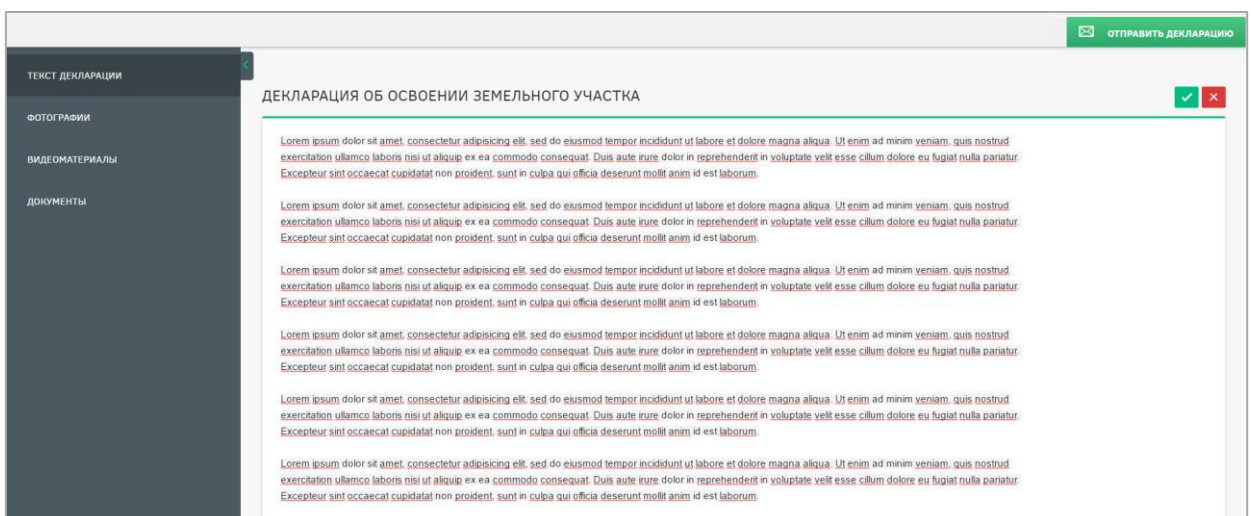 ОТПРАВИТЬ ДЕКЛАРАЦИЮ
ТЕКСТ ДЕКЛАРАЦИИ
ФОТОГРАФИИ
ВИДЕОМАТЕРИАЛЫ
ДОКУМЕНТЫ
ДЕКЛАРАЦИЯ ОБ ОСВОЕНИИ ЗЕМЕЛЬНОГО УЧАСТКА
Lorem ipsum dolor sit amet, consectetur adipisicing elit, sed do eiusmod tempor incididunt ut labore et dolore magna aliqua. Ut enim ad minim veniam, quis nostrud
exercitation ullamco laboris nisi ut aliquip ex ea commodo consequat. Duis aute irure dolor in reprehenderit in voluptate velit esse cillum dolore eu fugiat nulla pariatur.
Excepteur sint occaecat cupidatat non proident, sunt in culpa qui officia deserunt mollit anim id est laborum.
Lorem ipsum dolor sit amet, consectetur adipisicing elit, sed do eiusmod tempor incididunt ut labore et dolore magna aliqua. Ut enim ad minim veniam, quis nostrud
exercitation ullamco laboris nisi ut aliquip ex ea commodo consequat. Duis aute irure dolor in reprehenderit in voluptate velit esse cillum dolore eu fugiat nulla pariatur.
Excepteur sint occaecat cupidatat non proident, sunt in culpa qui officia deserunt mollit anim id est laborum.
Lorem ipsum dolor sit amet, consectetur adipisicing elit, sed do eiusmod tempor incididunt ut labore et dolore magna aliqua. Ut enim ad minim veniam, quis nostrud
exercitation ullamco laboris nisi ut aliquip ex ea commodo consequat. Duis aute irure dolor in reprehenderit in voluptate velit esse cillum dolore eu fugiat nulla pariatur.
Excepteur sint occaecat cupidatat non proident, sunt in culpa qui officia deserunt mollit anim id est laborum.
Lorem ipsum dolor sit amet, consectetur adipisicing elit, sed do eiusmod tempor incididunt ut labore et dolore magna aliqua. Ut enim ad minim veniam, quis nostrud
exercitation ullamco laboris nisi ut aliquip ex ea commodo consequat. Duis aute irure dolor in reprehenderit in voluptate velit esse cillum dolore eu fugiat nulla pariatur.
Excepteur sint occaecat cupidatat non proident, sunt in culpa qui officia deserunt mollit anim id est laborum.
Lorem ipsum dolor sit amet, consectetur adipisicing elit, sed do eiusmod tempor incididunt ut labore et dolore magna aliqua. Ut enim ad minim veniam, quis nostrud
exercitation ullamco laboris nisi ut aliquip ex ea commodo consequat. Duis aute irure dolor in reprehenderit in voluptate velit esse cillum dolore eu fugiat nulla pariatur.
Excepteur sint occaecat cupidatat non proident, sunt in culpa qui officia deserunt mollit anim id est laborum.
Lorem ipsum dolor sit amet, consectetur adipisicing elit, sed do eiusmod tempor incididunt ut labore et dolore magna aliqua. Ut enim ad minim veniam, quis nostrud
exercitation ullamco laboris nisi ut aliquip ex ea commodo consequat. Duis aute irure dolor in reprehenderit in voluptate velit esse cillum dolore eu fugiat nulla pariatur.
Excepteur sint occaecat cupidatat non proident, sunt in culpa qui officia deserunt mollit anim id est laborum.